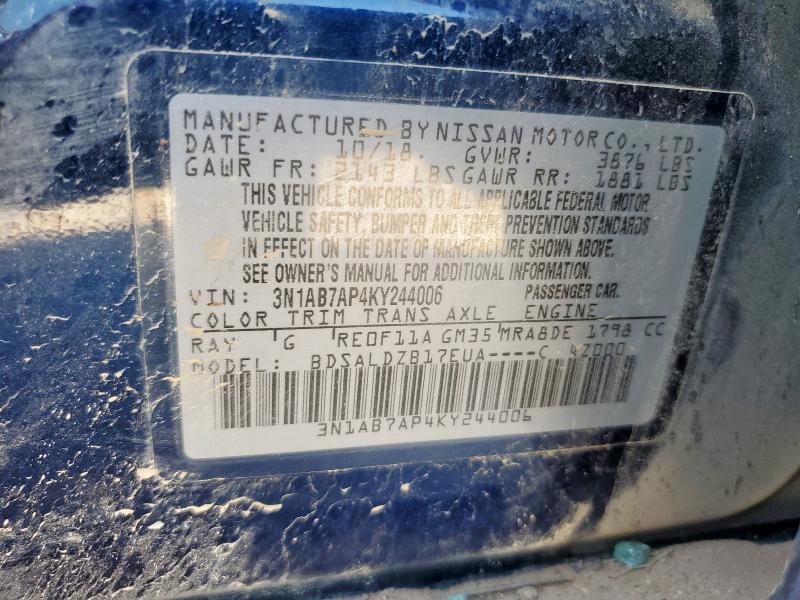 MANUFACTURED BY NISSAN MOTOR CO., LTD.
DATE: 10/18 GVWR: 3876 LBS
GAWR FR: 2143 LBS GAWR RR: 1881 LBS
THIS VEHICLE CONFORMS TO ALL APPLICABLE FEDERAL MOTOR
VEHICLE SAFETY, BUMPER AND THEFT PREVENTION STANDARDS
IN EFFECT ON THE DATE OF MANUFACTURE SHOWN ABOVE.
SEE OWNER'S MANUAL FOR ADDITIONAL INFORMATION.
VIN: 3N1AB7AP4KY244006 PASSENGER CAR.
COLOR TRIM TRANS AXLE ENGINE
RAY G RE0F11A GM35 MRA8DE 1798 CC
BDSALDZB17EUA----C 42000
3N1AB7AP4KY244006